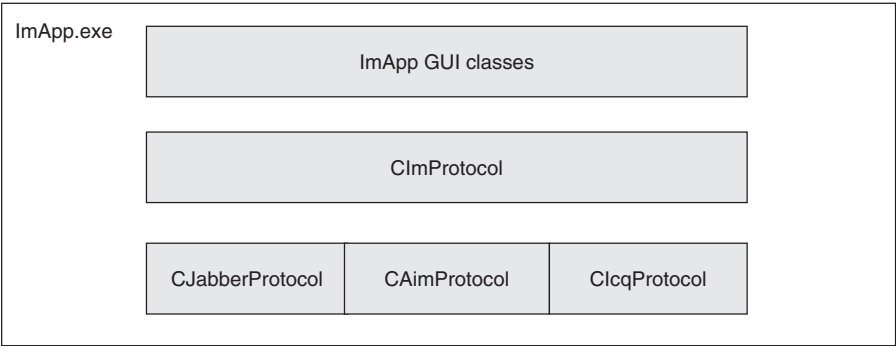 ImApp.exe
ImApp GUI classes
CImProtocol
CJabberProtocol
CAimProtocol
CIcqProtocol